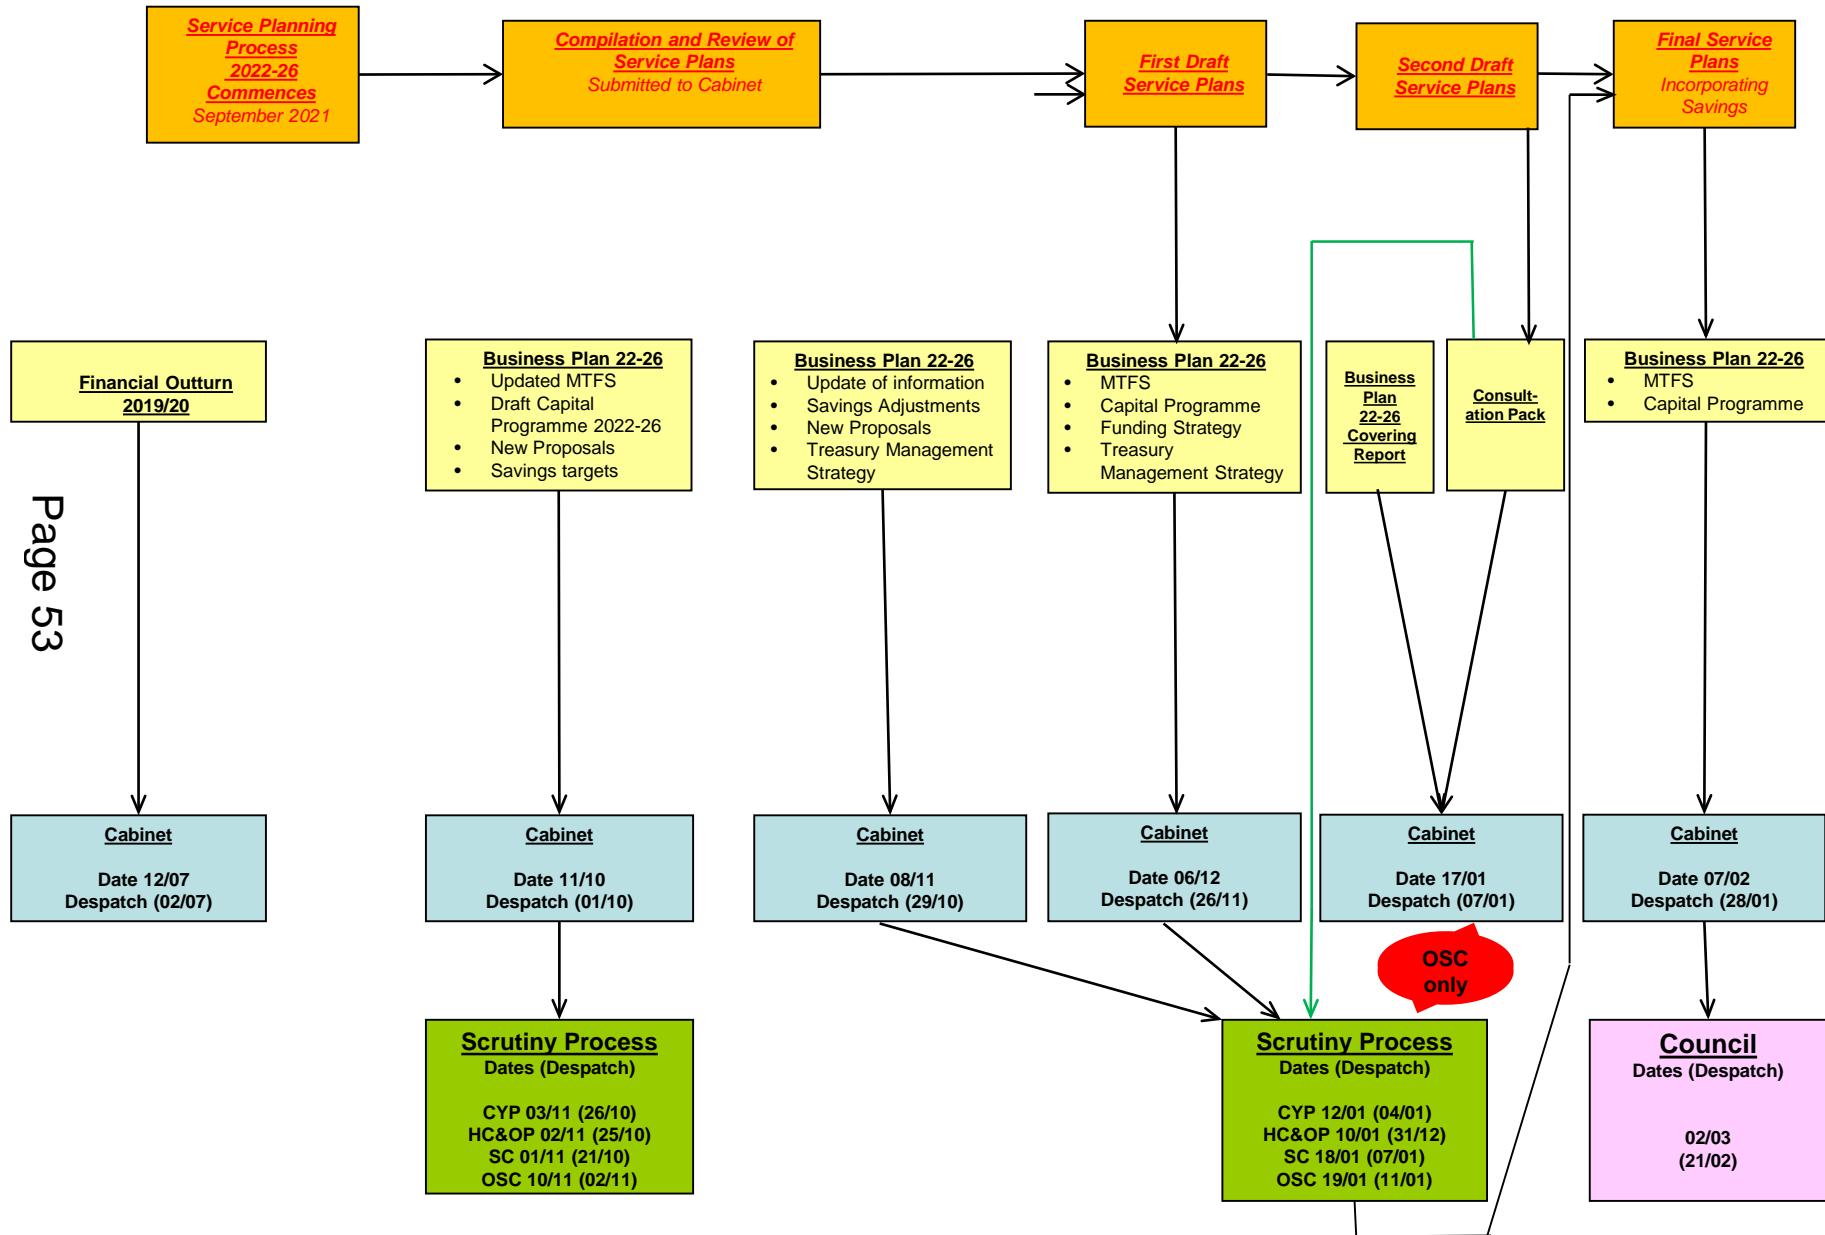 Service Planning
Process
2022-26
Commences
September 2021
Compilation and Review of
Service Plans
Submitted to Cabinet
First Draft
Service Plans
Second Draft
Service Plans
Final Service
Plans
Incorporating
Savings
Financial Outturn
2019/20
Business Plan 22-26
• Updated MTFS
• Draft Capital
Programme 2022-26
• New Proposals
• Savings targets
Business Plan 22-26
• Update of information
• Savings Adjustments
• New Proposals
• Treasury Management
Strategy
Business Plan 22-26
• MTFS
• Capital Programme
• Funding Strategy
• Treasury
Management Strategy
Business
Plan
22-26
Covering
Report
Consult-
ation Pack
Business Plan 22-26
• MTFS
• Capital Programme
Page 53
Cabinet
Date 12/07
Despatch (02/07)
Cabinet
Date 11/10
Despatch (01/10)
Cabinet
Date 08/11
Despatch (29/10)
Cabinet
Date 06/12
Despatch (26/11)
Cabinet
Date 17/01
Despatch (07/01)
Cabinet
Date 07/02
Despatch (28/01)
OSC
only
Scrutiny Process
Dates (Despatch)
CYP 03/11 (26/10)
HC&OP 02/11 (25/10)
SC 01/11 (21/10)
OSC 10/11 (02/11)
Scrutiny Process
Dates (Despatch)
CYP 12/01 (04/01)
HC&OP 10/01 (31/12)
SC 18/01 (07/01)
OSC 19/01 (11/01)
Council
Dates (Despatch)
02/03
(21/02)